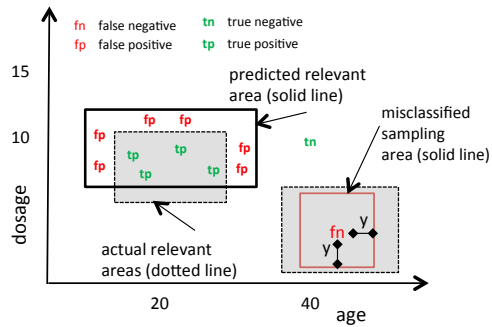 fn false negative tn true negative
fp false positive tp true positive
15
predicted relevant
area (solid line)
misclassified
sampling
area (solid line)
fp fp
10
fp
tn
tp tp fp
fp tp tp fp
dosage
fn y
y
actual relevant
areas (dotted line)
20 40
age